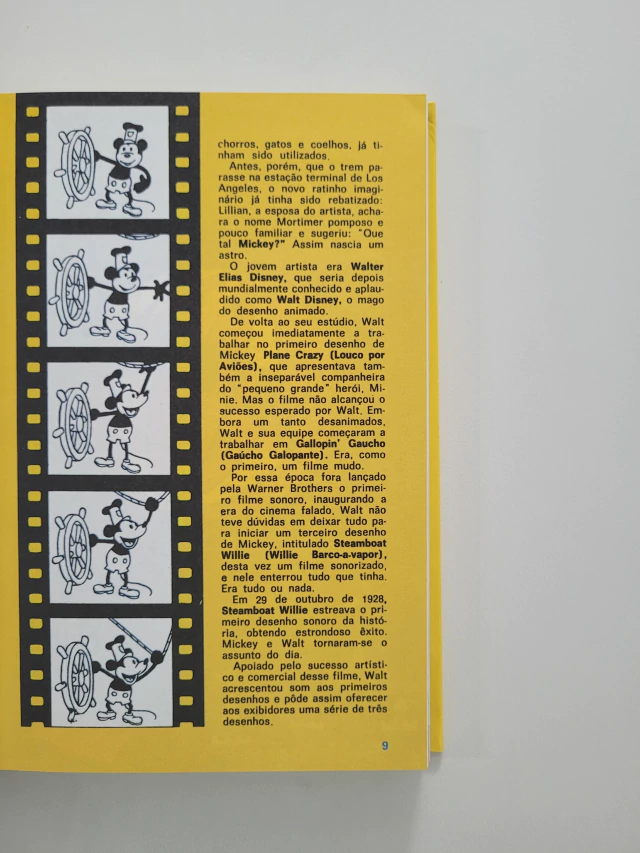 chorros, gatos e coelhos, já ti-
nham sido utilizados.
Antes, porém, que o trem pa-
rasse na estação terminal de Los
Angeles, o novo ratinho imagi-
nário já tinha sido rebatizado:
Lillian, a esposa do artista, acha-
ra o nome Mortimer pomposo e
pouco familiar e sugeriu: "Que
tal Mickey?" Assim nascia um
astro.
O jovem artista era Walter
Elias Disney, que seria depois
mundialmente conhecido e aplau-
dido como Walt Disney, o mago
do desenho animado.
De volta ao seu estúdio, Walt
começou imediatamente a tra-
balhar no primeiro desenho de
Mickey Plane Crazy (Louco por
Aviões), que apresentava tam-
bém a inseparável companheira
do "pequeno grande" herói, Mi-
nie. Mas o filme não alcançou o
sucesso esperado por Walt. Em-
bora um tanto desanimados,
Walt e sua equipe começaram a
trabalhar em Gallopin' Gaucho
(Gaúcho Galopante). Era, como
o primeiro, um filme mudo.
Por essa época fora lançado
pela Warner Brothers o primei-
ro filme sonoro, inaugurando a
era do cinema falado. Walt não
teve dúvidas em deixar tudo pa-
ra iniciar um terceiro desenho
de Mickey, intitulado Steamboat
Willie (Willie Barco-a-vapor),
desta vez um filme sonorizado,
e nele enterrou tudo que tinha.
Era tudo ou nada.
Em 29 de outubro de 1928,
Steamboat Willie estreava o pri-
meiro desenho sonoro da histó-
ria, obtendo estrondoso êxito.
Mickey e Walt tornaram-se o
assunto do dia.
Apoiado pelo sucesso artísti-
co e comercial desse filme, Walt
acrescentou som aos primeiros
desenhos e pôde assim oferecer
aos exibidores uma série de três
desenhos.
9